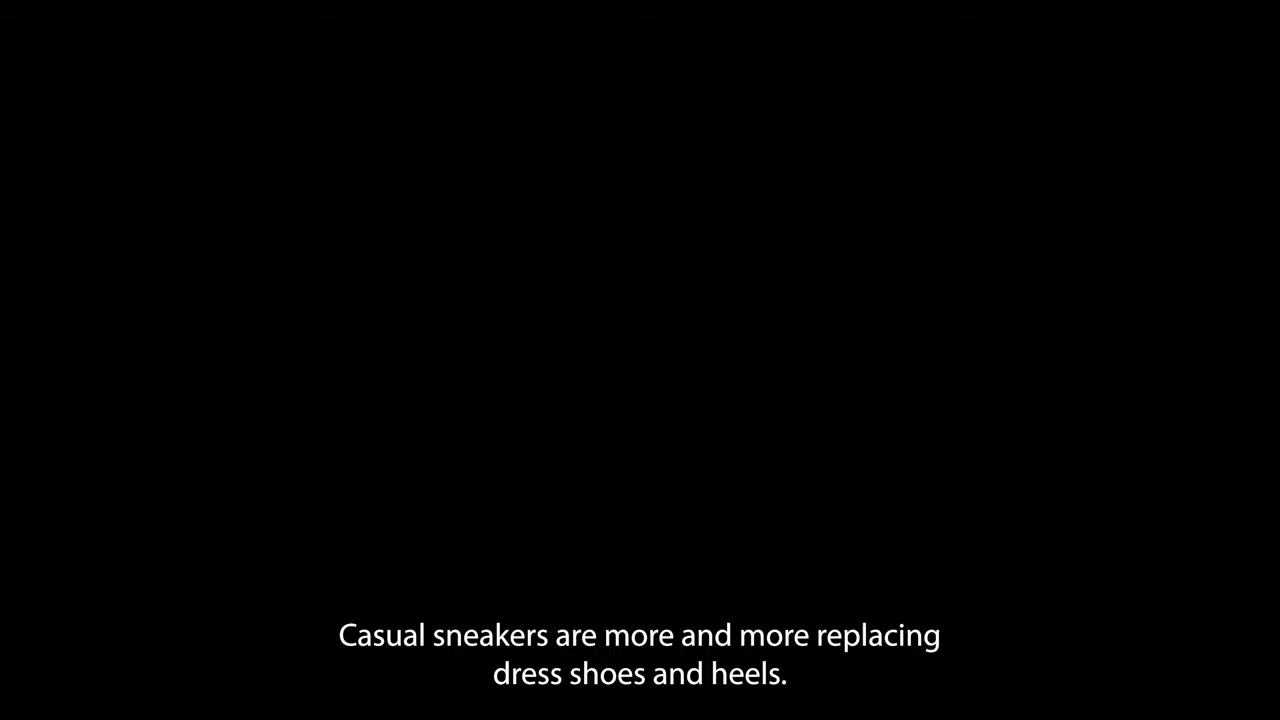 Casual sneakers are more and more replacing
dress shoes and heels.